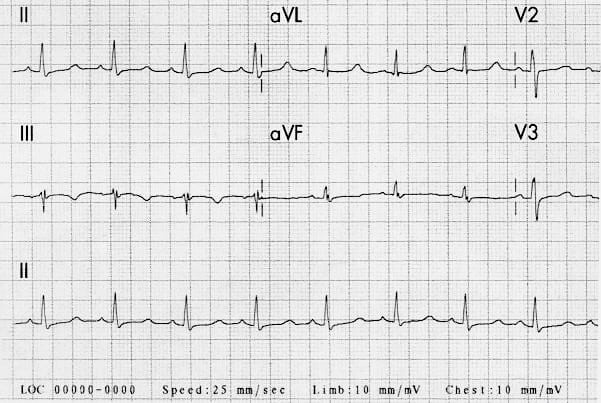 II aVL V2
III aVF V3
II
LOC 00000-0000 Speed:25 mm/sec Limb:10 mm/mV Chest:10 mm/mV